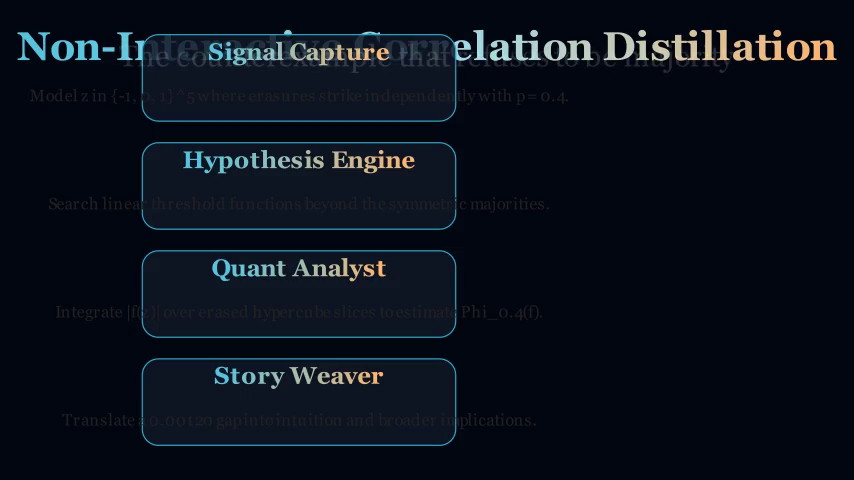 Non-Interactive Correlation Distillation
The counterexample that refuses to be majority
Signal Capture
Model z in {-1, 0, 1}^5 where erasures strike independently with p = 0.4.
Hypothesis Engine
Search linear threshold functions beyond the symmetric majorities.
Quant Analyst
Integrate |f(z)| over erased hypercube slices to estimate Phi_0.4(f).
Story Weaver
Translate a 0.00120 gap into intuition and broader implications.